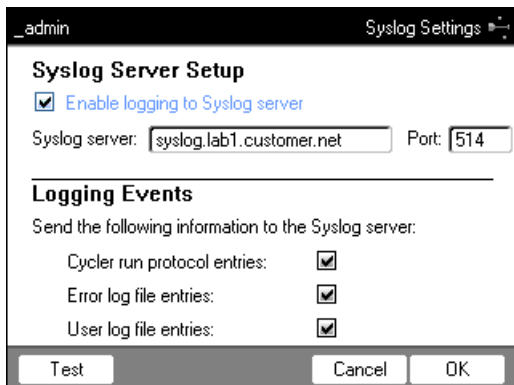 _admin Syslog Settings
Syslog Server Setup
Enable logging to Syslog server
Syslog server: syslog.lab1.customer.net Port: 514
Logging Events
Send the following information to the Syslog server:
Cycler run protocol entries:
Error log file entries:
User log file entries:
Test Cancel OK